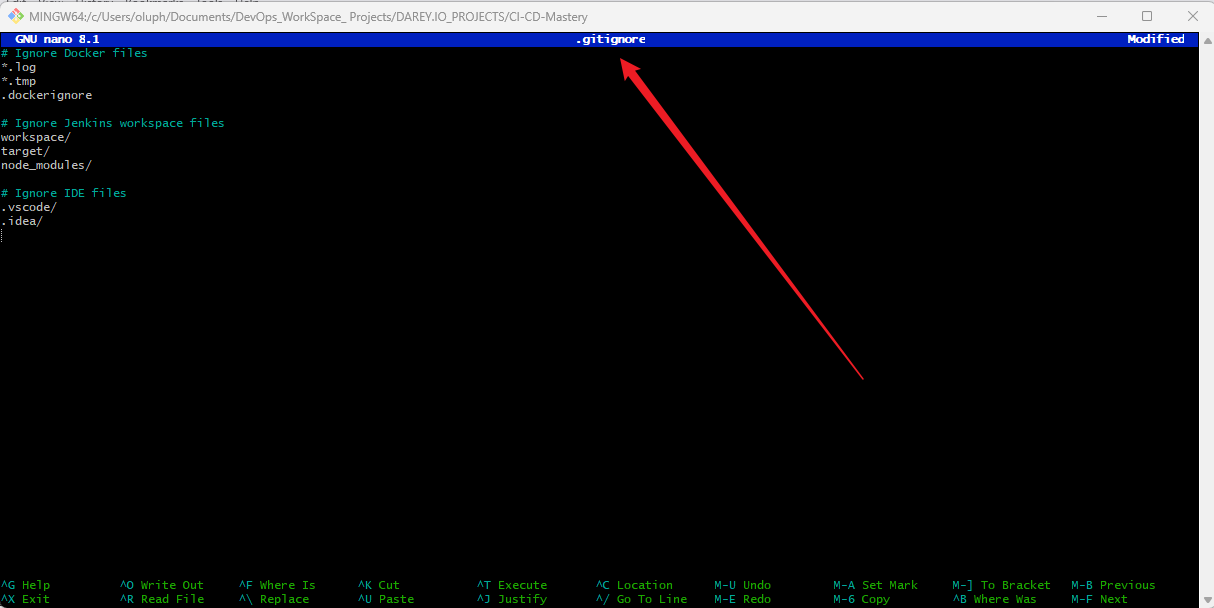 MINGW64:/c/Users/oluph/Documents/DevOps_WorkSpace_ Projects/DAREY.IO_PROJECTS/CI-CD-Mastery
GNU nano 8.1 .gitignore Modified
# Ignore Docker files
*.log
*.tmp
.dockerignore
# Ignore Jenkins workspace files
workspace/
target/
node_modules/
# Ignore IDE files
.vscode/
.idea/
^G Help ^O Write Out ^F Where Is ^K Cut ^T Execute ^C Location M-U Undo M-A Set Mark M-] To Bracket M-B Previous
^X Exit ^R Read File ^\ Replace ^U Paste ^J Justify ^/ Go To Line M-E Redo M-6 Copy ^B Where Was M-F Next